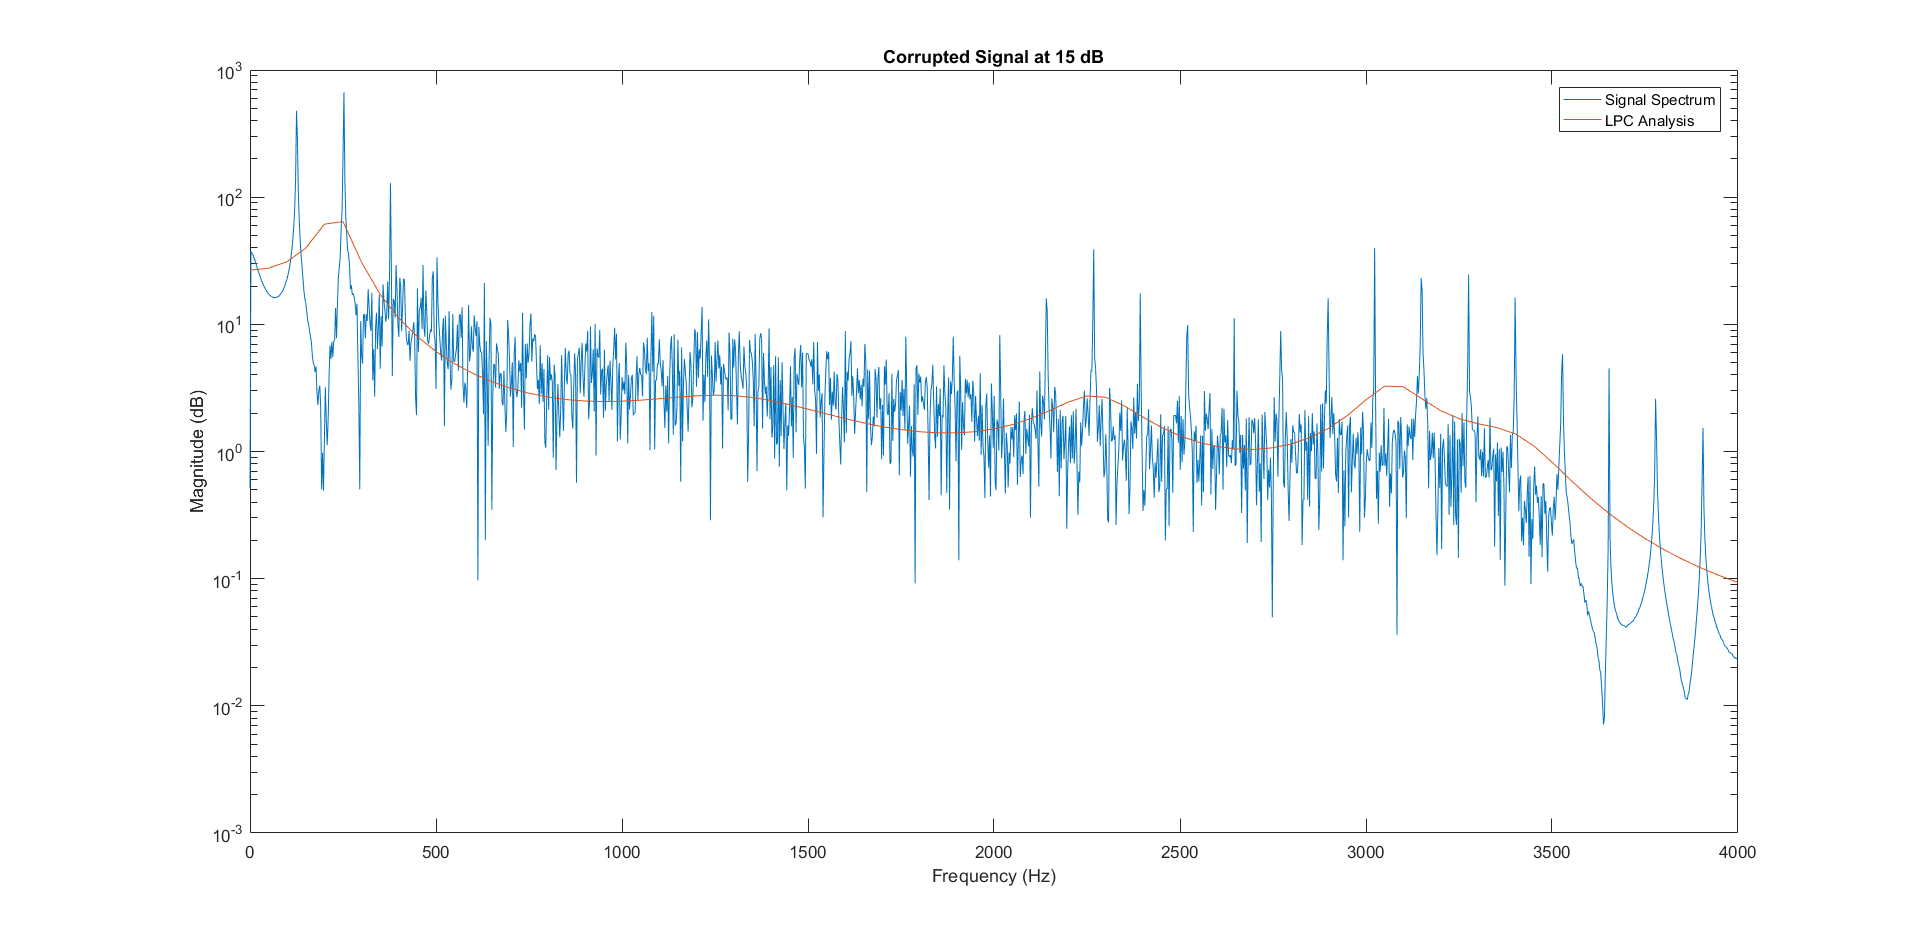 Corrupted Signal at 15 dB
Signal Spectrum
LPC Analysis
Magnitude (dB)
10^3
10^2
10^1
10^0
10^-1
10^-2
10^-3
0 500 1000 1500 2000 2500 3000 3500 4000
Frequency (Hz)